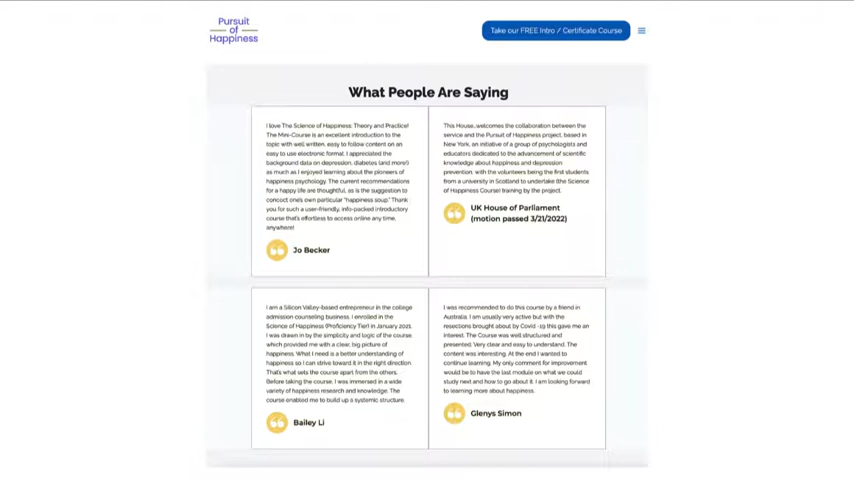 Pursuit
of
Happiness
Take our FREE Intro / Certificate Course
What People Are Saying
I love The Science of Happiness: Theory and Practice!
The Mini-Course is an excellent introduction to the
topic with well written, easy to follow content on an
easy to use electronic format. I appreciated the
background data on depression, diabetes (and more!)
as much as I enjoyed learning about the pioneers of
happiness psychology. The current recommendations
for a happy life are thoughtful, as is the suggestion to
concoct one's own particular "happiness soup." Thank
you for such a user-friendly, info-packed introductory
course that's effortless to access online any time,
anywhere!
Jo Becker
This House, welcomes the collaboration between the
service and the Pursuit of Happiness project, based in
New York, an initiative of a group of psychologists and
educators dedicated to the advancement of scientific
knowledge about happiness and depression
prevention, with the volunteers being the first students
from a university in Scotland to undertake (the Science
of Happiness Course) training by the project.
UK House of Parliament
(motion passed 3/21/2022)
I am a Silicon Valley-based entrepreneur in the college
admission counseling business. I enrolled in the
Science of Happiness (Proficiency Tier) in January 2021.
I was drawn in by the simplicity and logic of the course
which provided me with a clear, big picture of
happiness. What I need is a better understanding of
happiness so I can strive toward it in the right direction.
That's what sets the course apart from the others.
Before taking the course, I was immersed in a wide
variety of happiness research and knowledge. The
course enabled me to build up a systemic structure.
Bailey Li
I was recommended to do this course by a friend in
Australia. I am usually very active but with the
resections brought about by Covid -19 this gave me an
interest. The Course was well structured and
presented. Very clear and easy to understand. The
content was interesting. At the end I wanted to
continue learning. My only comment for improvement
would be to have the last module on what we could
study next and how to go about it. I am looking forward
to learning more about happiness.
Glenys Simon